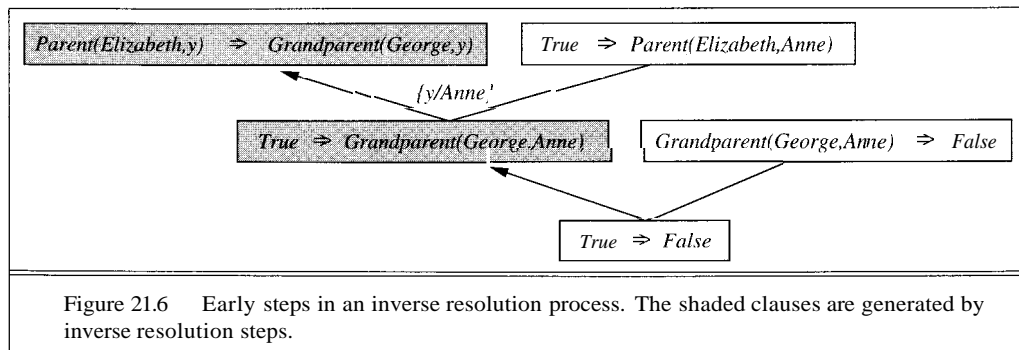 Parent(Elizabeth,y) ⇒ Grandparent(George,y)
True ⇒ Parent(Elizabeth,Anne)
{y/Anne}
True ⇒ Grandparent(George,Anne)
Grandparent(George,Anne) ⇒ False
True ⇒ False
Figure 21.6 Early steps in an inverse resolution process. The shaded clauses are generated by
inverse resolution steps.